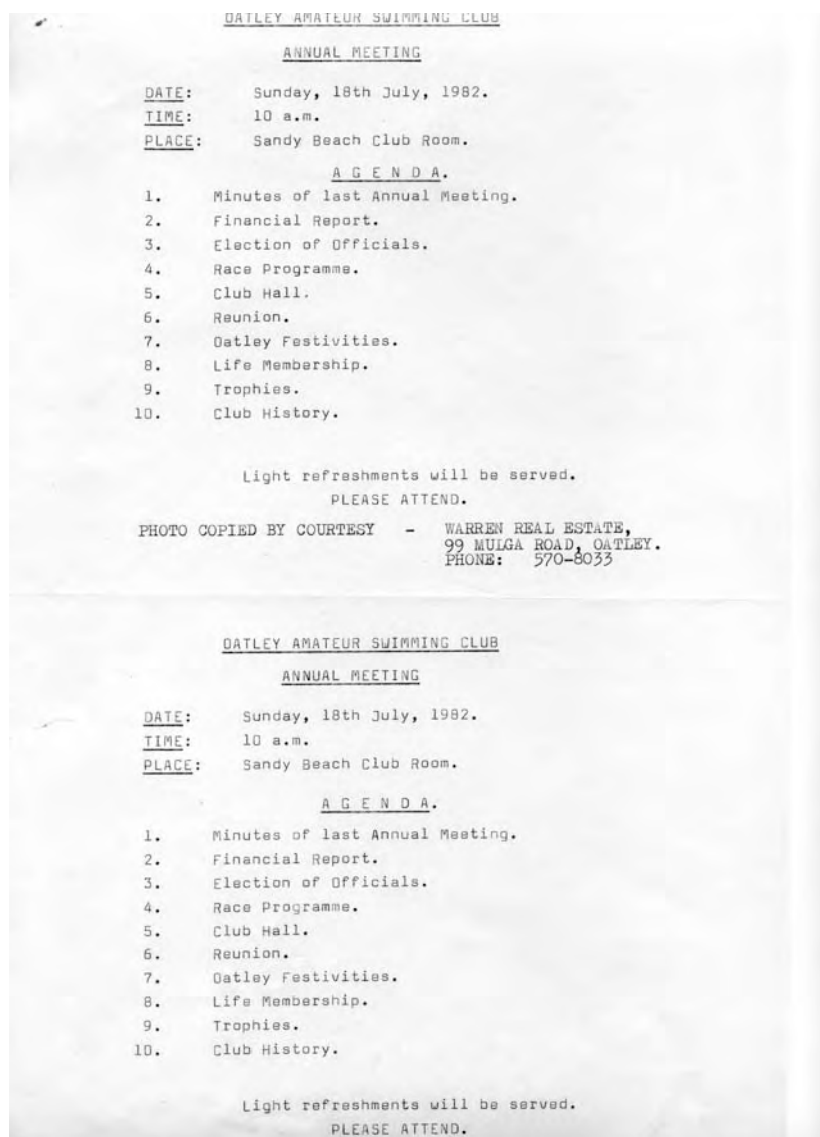 OATLEY AMATEUR SWIMMING CLUB
ANNUAL MEETING
DATE: Sunday, 18th July, 1982.
TIME: 10 a.m.
PLACE: Sandy Beach Club Room.
A G E N D A.
1. Minutes of last Annual Meeting.
2. Financial Report.
3. Election of Officials.
4. Race Programme.
5. Club Hall.
6. Reunion.
7. Oatley Festivities.
8. Life Membership.
9. Trophies.
10. Club History.
Light refreshments will be served.
PLEASE ATTEND.
PHOTO COPIED BY COURTESY - WARREN REAL ESTATE,
99 MULGA ROAD, OATLEY.
PHONE: 570-8033
OATLEY AMATEUR SWIMMING CLUB
ANNUAL MEETING
DATE: Sunday, 18th July, 1982.
TIME: 10 a.m.
PLACE: Sandy Beach Club Room.
A G E N D A.
1. Minutes of last Annual Meeting.
2. Financial Report.
3. Election of Officials.
4. Race Programme.
5. Club Hall.
6. Reunion.
7. Oatley Festivities.
8. Life Membership.
9. Trophies.
10. Club History.
Light refreshments will be served.
PLEASE ATTEND.